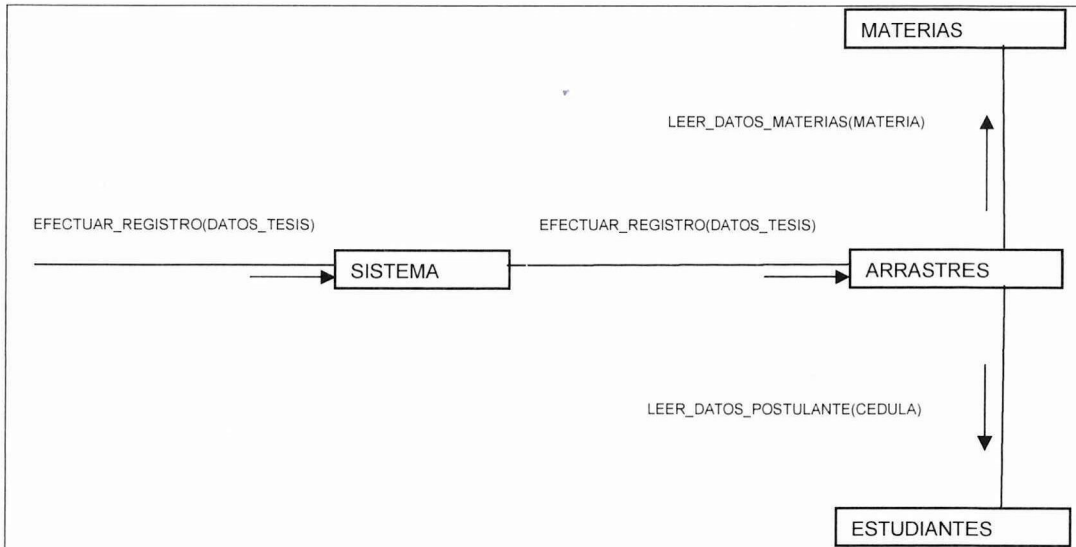 MATERIAS
LEER_DATOS_MATERIAS(MATERIA)
EFECTUAR_REGISTRO(DATOS_TESIS)
EFECTUAR_REGISTRO(DATOS_TESIS)
SISTEMA
ARRASTRES
LEER_DATOS_POSTULANTE(CEDULA)
ESTUDIANTES